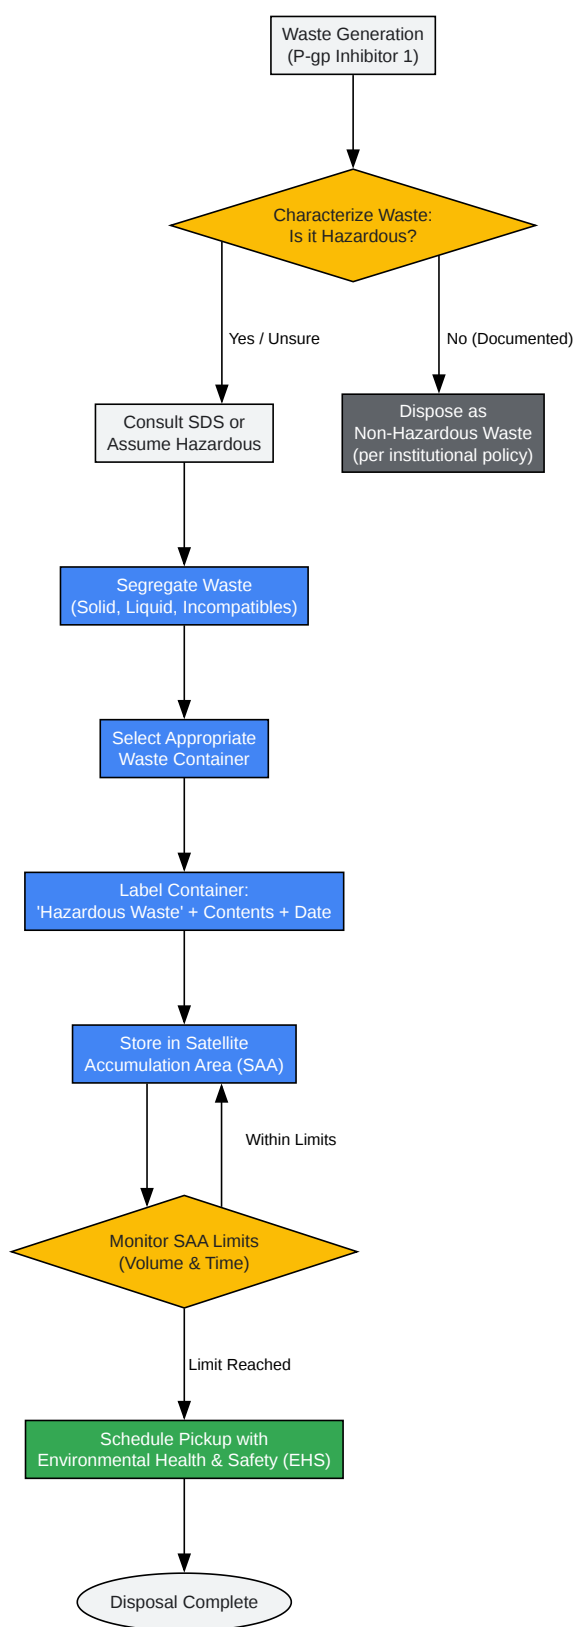 Waste Generation
(P-gp Inhibitor 1)
Characterize Waste:
Is it Hazardous?
Yes / Unsure
No (Documented)
Consult SDS or
Assume Hazardous
Dispose as
Non-Hazardous Waste
(per institutional policy)
Segregate Waste
(Solid, Liquid, Incompatibles)
Select Appropriate
Waste Container
Label Container:
'Hazardous Waste' + Contents + Date
Store in Satellite
Accumulation Area (SAA)
Within Limits
Monitor SAA Limits
(Volume & Time)
Limit Reached
Schedule Pickup with
Environmental Health & Safety (EHS)
Disposal Complete